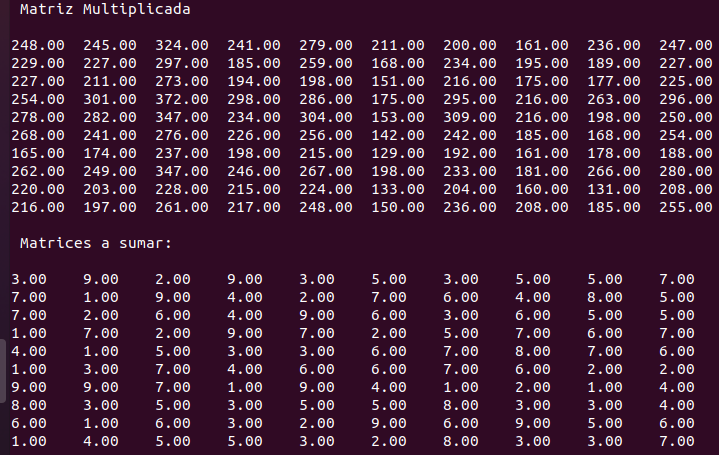 Matriz Multiplicada
248.00 245.00 324.00 241.00 279.00 211.00 200.00 161.00 236.00 247.00
229.00 227.00 297.00 185.00 259.00 168.00 234.00 195.00 189.00 227.00
227.00 211.00 273.00 194.00 198.00 151.00 216.00 175.00 177.00 225.00
254.00 301.00 372.00 298.00 286.00 175.00 295.00 216.00 263.00 296.00
278.00 282.00 347.00 234.00 304.00 153.00 309.00 216.00 198.00 250.00
268.00 241.00 276.00 226.00 256.00 142.00 242.00 185.00 168.00 254.00
165.00 174.00 237.00 198.00 215.00 129.00 192.00 161.00 178.00 188.00
262.00 249.00 347.00 246.00 267.00 198.00 233.00 181.00 266.00 280.00
220.00 203.00 228.00 215.00 224.00 133.00 204.00 160.00 131.00 208.00
216.00 197.00 261.00 217.00 248.00 150.00 236.00 208.00 185.00 255.00
Matrices a sumar:
3.00 9.00 2.00 9.00 3.00 5.00 3.00 5.00 5.00 7.00
7.00 1.00 9.00 4.00 2.00 7.00 6.00 4.00 8.00 5.00
7.00 2.00 6.00 4.00 9.00 6.00 3.00 6.00 5.00 5.00
1.00 7.00 2.00 9.00 7.00 2.00 5.00 7.00 6.00 7.00
4.00 1.00 5.00 3.00 3.00 6.00 7.00 8.00 7.00 6.00
1.00 3.00 7.00 4.00 6.00 6.00 7.00 6.00 2.00 2.00
9.00 9.00 7.00 1.00 9.00 4.00 1.00 2.00 1.00 4.00
8.00 3.00 5.00 3.00 5.00 5.00 8.00 3.00 3.00 4.00
6.00 1.00 6.00 3.00 2.00 9.00 6.00 9.00 5.00 6.00
1.00 4.00 5.00 5.00 3.00 2.00 8.00 3.00 3.00 7.00